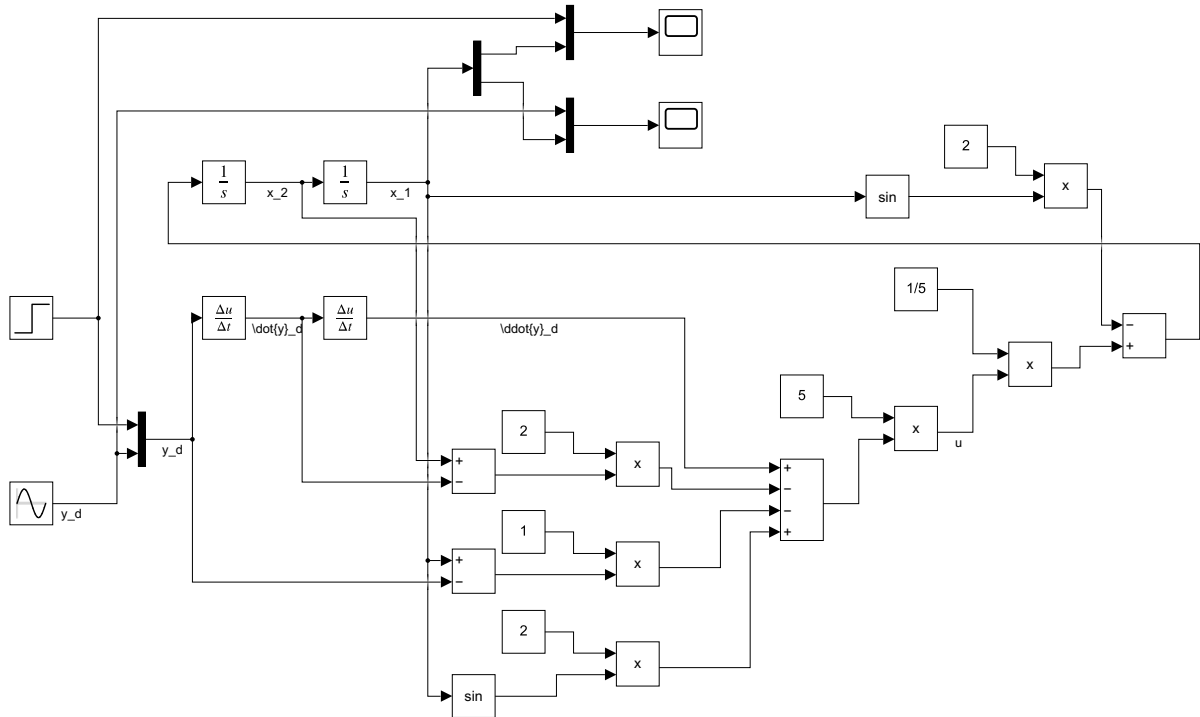 2
x
1
s
1
s
x_2
x_1
sin
1/5
Δu
Δt
Δu
Δt
\dot{y}_d
\ddot{y}_d
−
+
x
5
x
u
2
+
−
x
y_d
+
−
−
+
y_d
1
x
+
−
2
x
sin